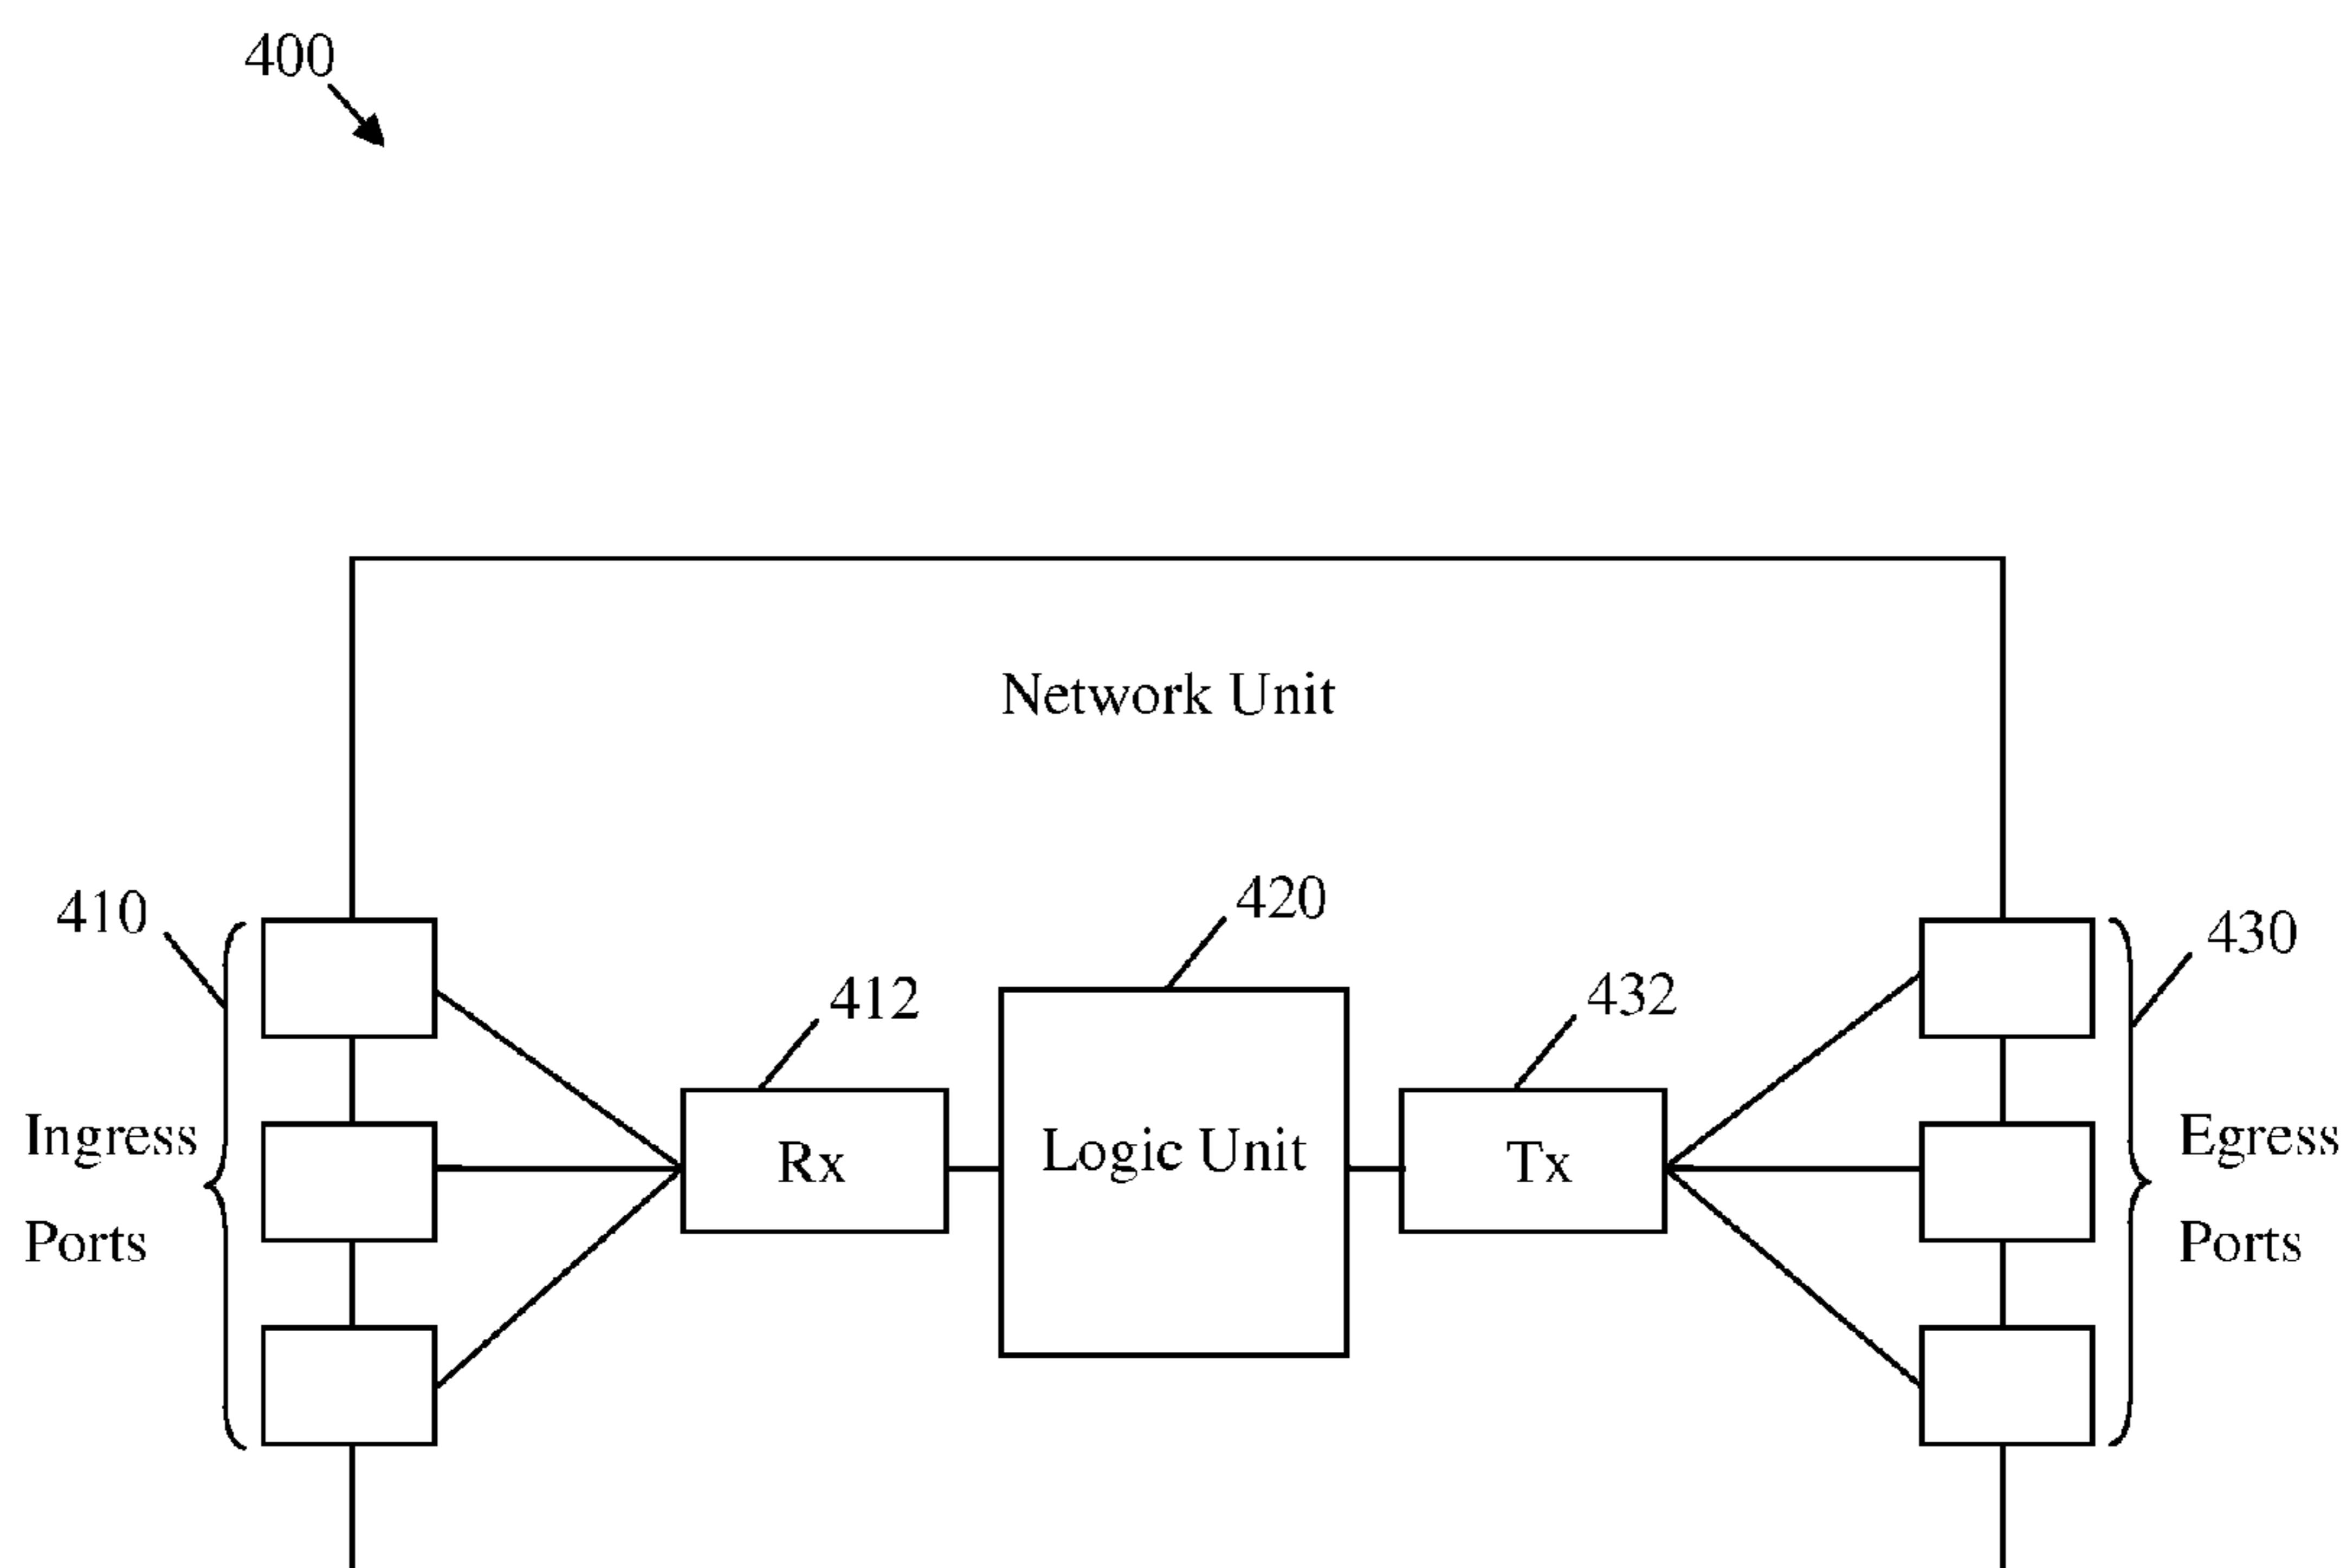 400
Network Unit
410
412
420
432
430
Ingress
Ports
Rx
Logic Unit
Tx
Egress
Ports